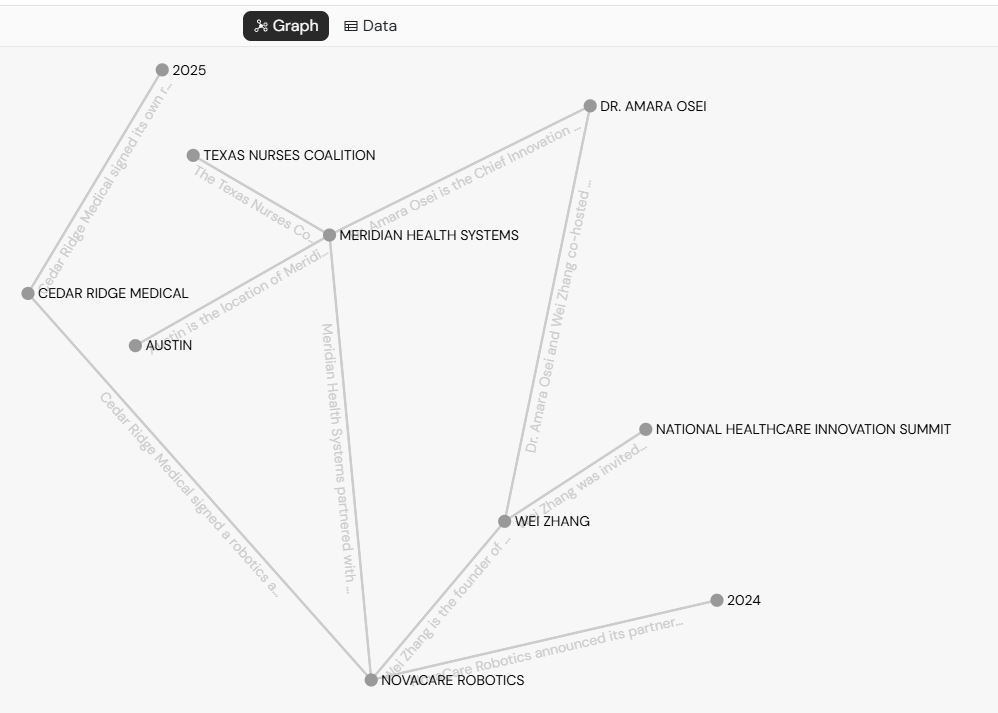 Graph
Data
2025
Cedar Ridge Medical signed its own r...
DR. AMARA OSEI
TEXAS NURSES COALITION
The Texas Nurses Co...
Amara Osei is the Chief Innovation ...
MERIDIAN HEALTH SYSTEMS
Austin is the location of Meridi...
CEDAR RIDGE MEDICAL
AUSTIN
Dr. Amara Osei and Wei Zhang co-hosted ...
Meridian Health Systems partnered with ...
Cedar Ridge Medical signed a robotics a...
NATIONAL HEALTHCARE INNOVATION SUMMIT
Wei Zhang was invited...
WEI ZHANG
Wei Zhang is the founder of ...
2024
NovaCare Robotics announced its partner...
NOVACARE ROBOTICS